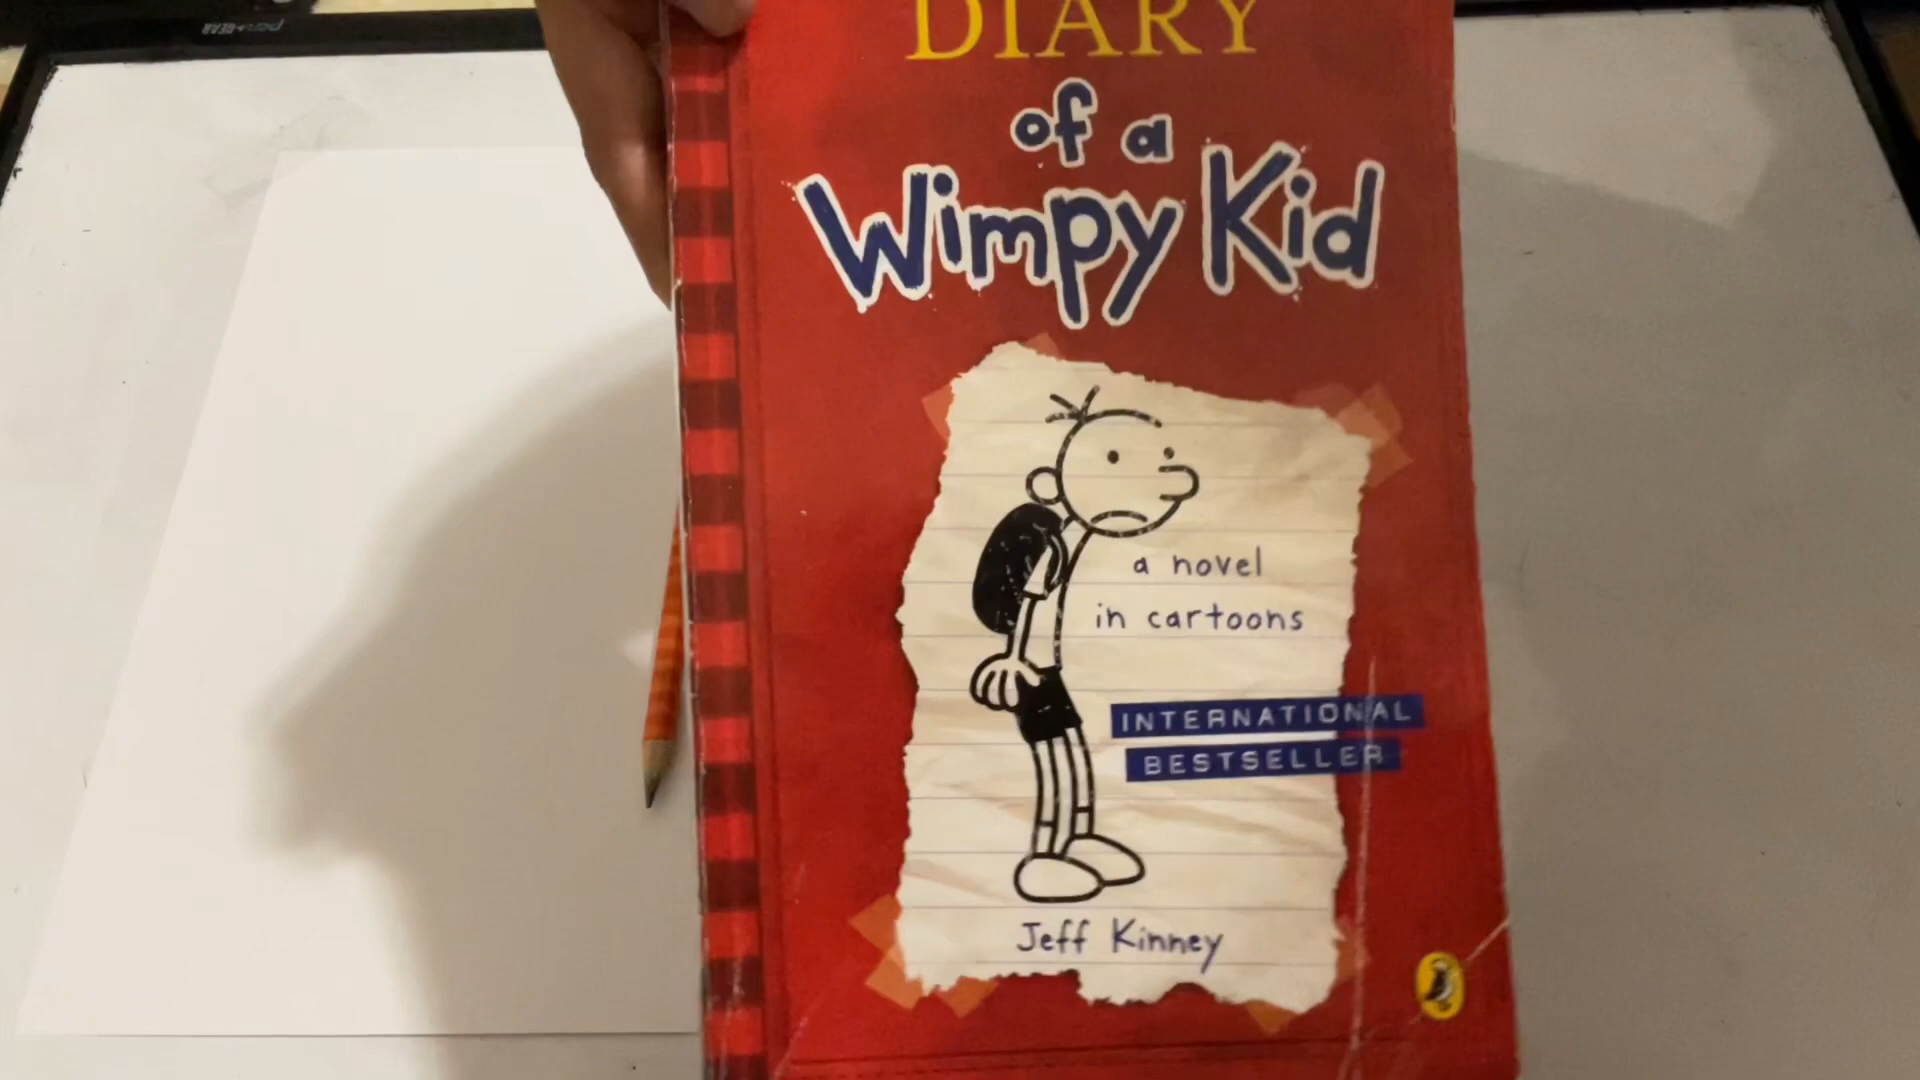 DIARY
of a
Wimpy Kid
a novel
in cartoons
INTERNATIONAL
BESTSELLER
Jeff Kinney